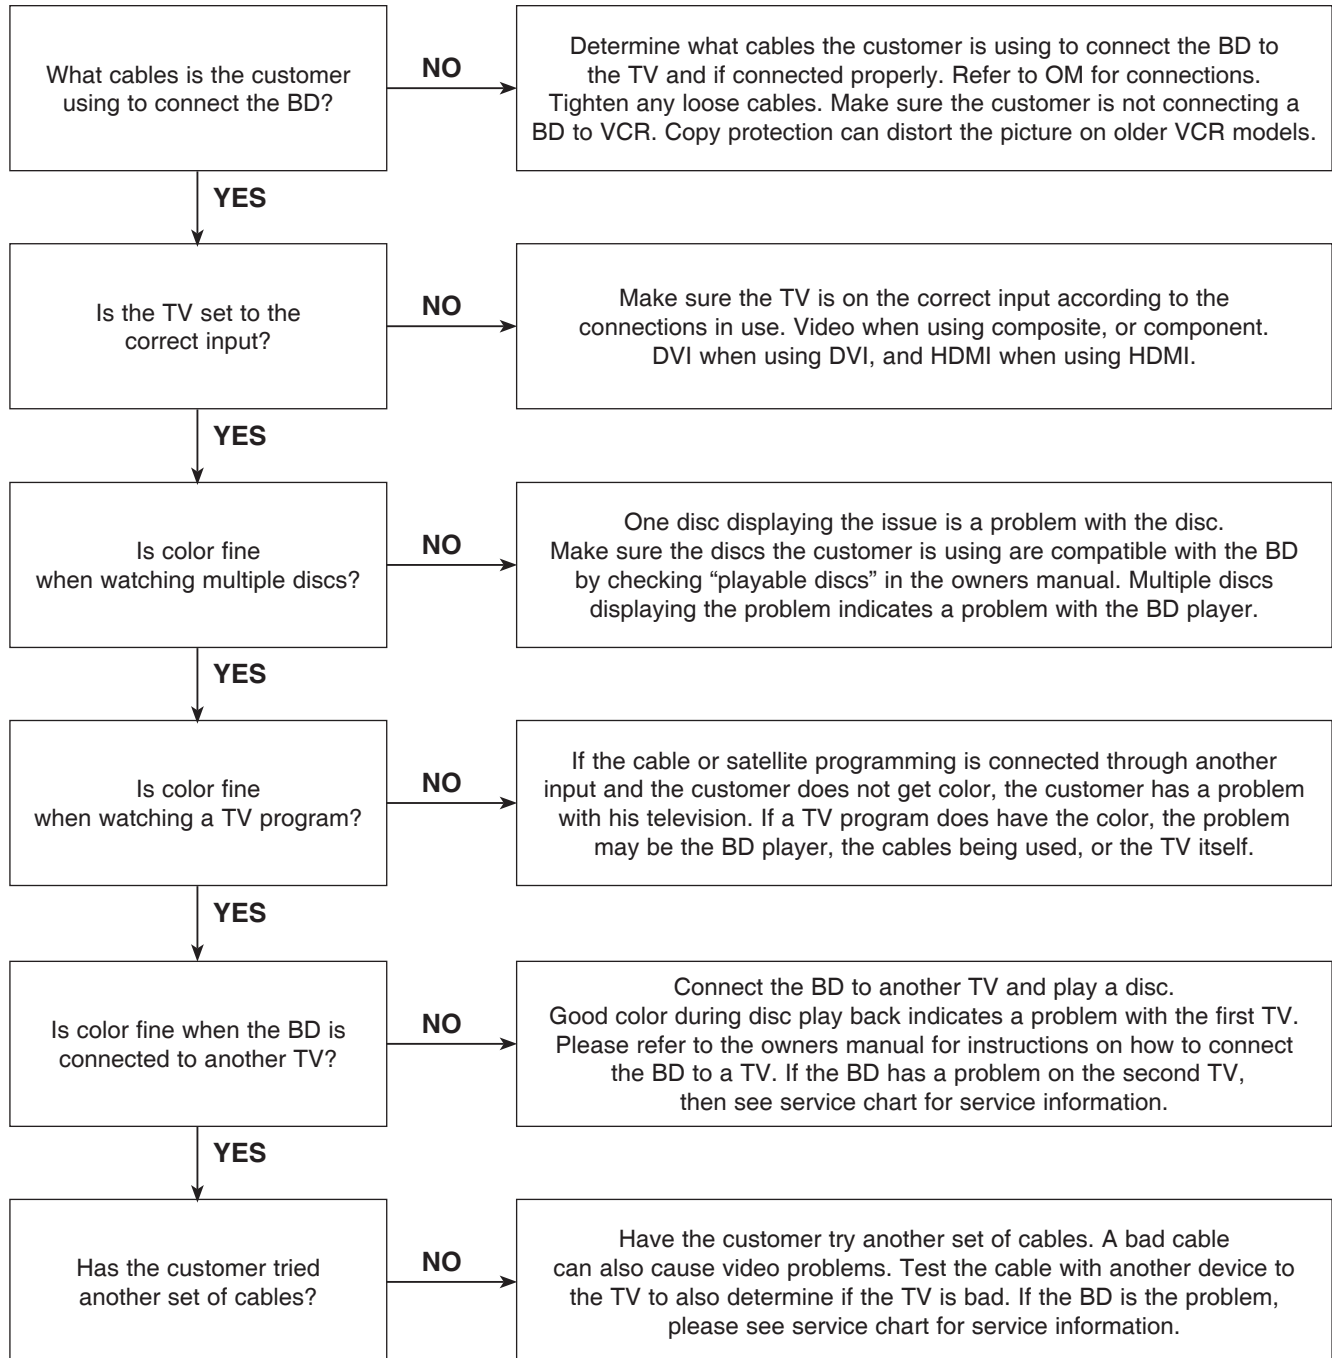 What cables is the customer
using to connect the BD?
NO
Determine what cables the customer is using to connect the BD to
the TV and if connected properly. Refer to OM for connections.
Tighten any loose cables. Make sure the customer is not connecting a
BD to VCR. Copy protection can distort the picture on older VCR models.
YES
Is the TV set to the
correct input?
NO
Make sure the TV is on the correct input according to the
connections in use. Video when using composite, or component.
DVI when using DVI, and HDMI when using HDMI.
YES
Is color fine
when watching multiple discs?
NO
One disc displaying the issue is a problem with the disc.
Make sure the discs the customer is using are compatible with the BD
by checking “playable discs” in the owners manual. Multiple discs
displaying the problem indicates a problem with the BD player.
YES
Is color fine
when watching a TV program?
NO
If the cable or satellite programming is connected through another
input and the customer does not get color, the customer has a problem
with his television. If a TV program does have the color, the problem
may be the BD player, the cables being used, or the TV itself.
YES
Is color fine when the BD is
connected to another TV?
NO
Connect the BD to another TV and play a disc.
Good color during disc play back indicates a problem with the first TV.
Please refer to the owners manual for instructions on how to connect
the BD to a TV. If the BD has a problem on the second TV,
then see service chart for service information.
YES
Has the customer tried
another set of cables?
NO
Have the customer try another set of cables. A bad cable
can also cause video problems. Test the cable with another device to
the TV to also determine if the TV is bad. If the BD is the problem,
please see service chart for service information.